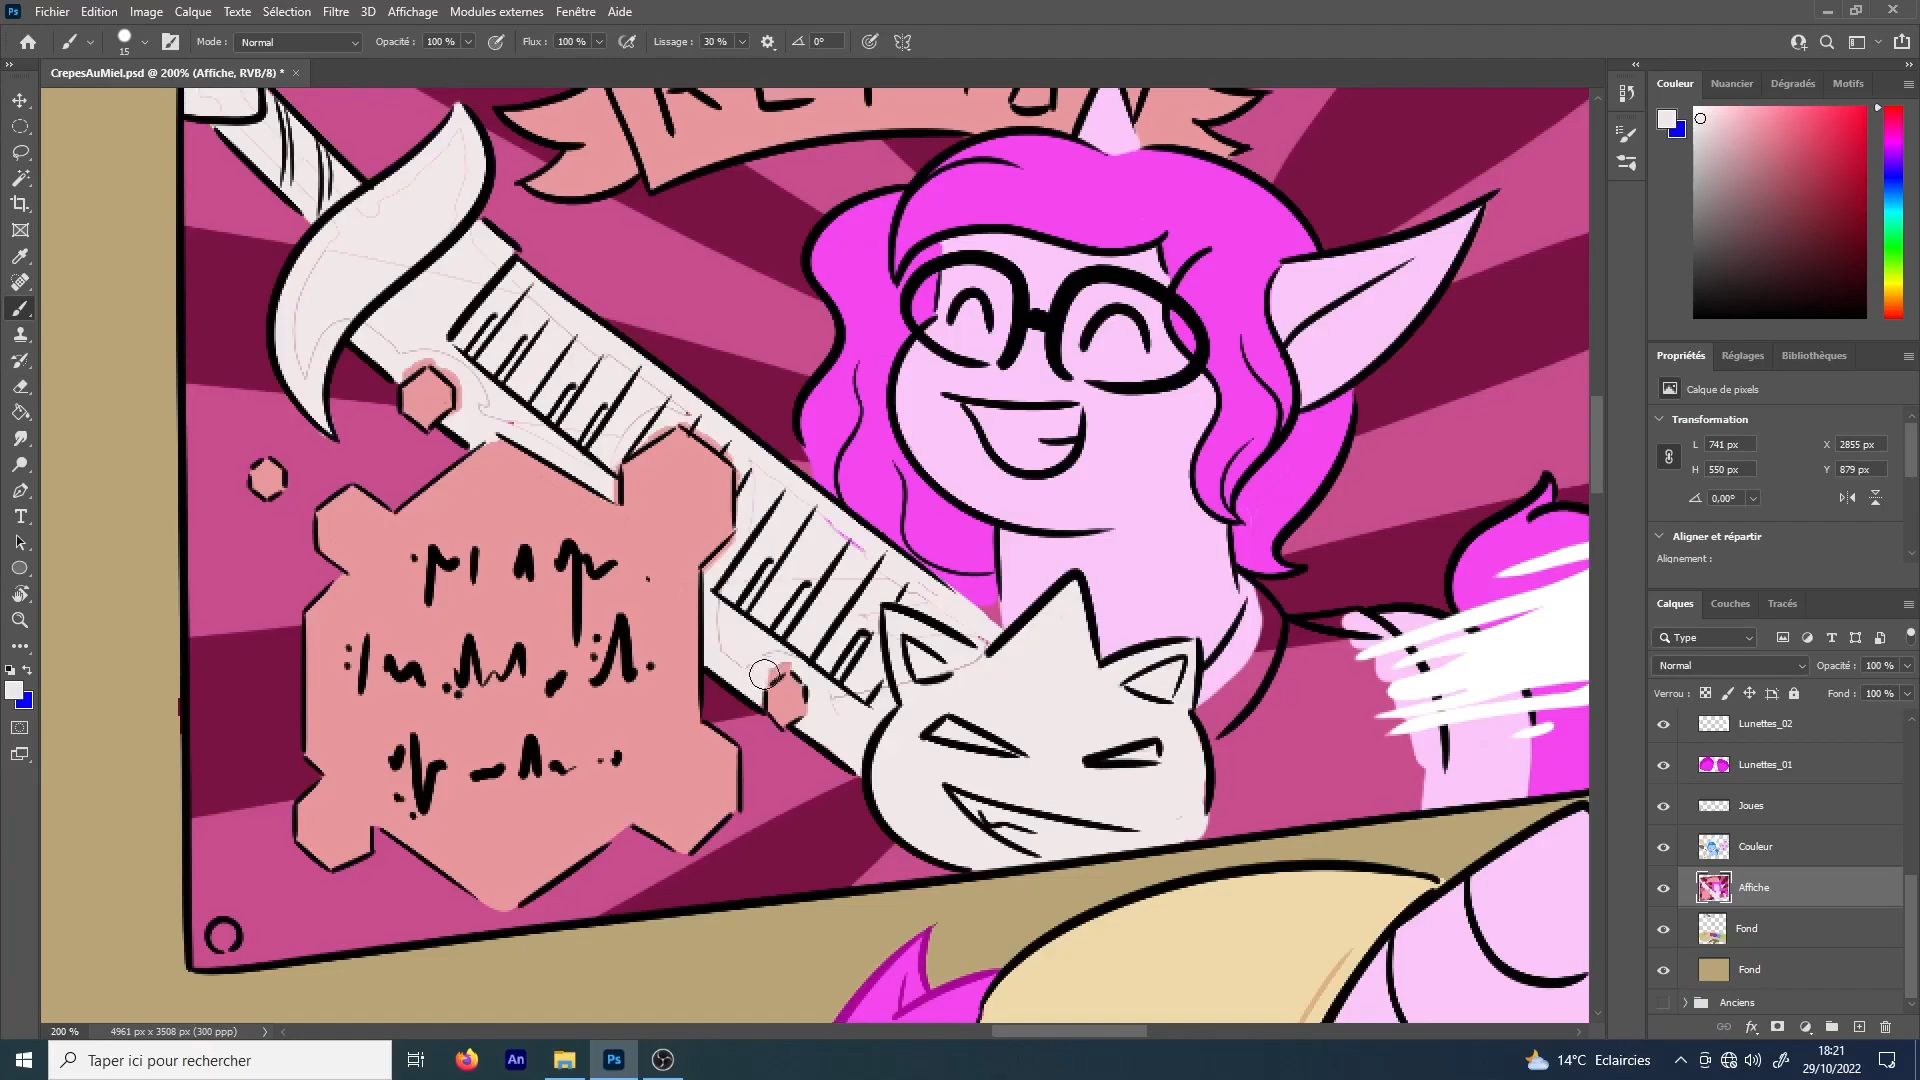 Fichier Edition Image Calque Texte Sélection Filtre 3D Affichage Modules externes Fenêtre Aide
15 Mode : Normal Opacité : 100 % Flux : 100 % Lissage : 30 % 0°
CrepesAuMiel.psd @ 200% (Affiche, RVB/8) *
Couleur Nuancier Dégradés Motifs
Propriétés Réglages Bibliothèques
Calque de pixels
Transformation
L 741 px X 2855 px
H 550 px Y 879 px
0,00°
Aligner et répartir
Alignement :
Calques Couches Tracés
Type
Normal Opacité : 100 %
Verrou : Fond : 100 %
Lunettes_02
Lunettes_01
Joues
Couleur
Affiche
Fond
Fond
Anciens
200 % 4961 px x 3508 px (300 ppp)
Taper ici pour rechercher
An Ps
14°C Eclaircies
18:21
29/10/2022